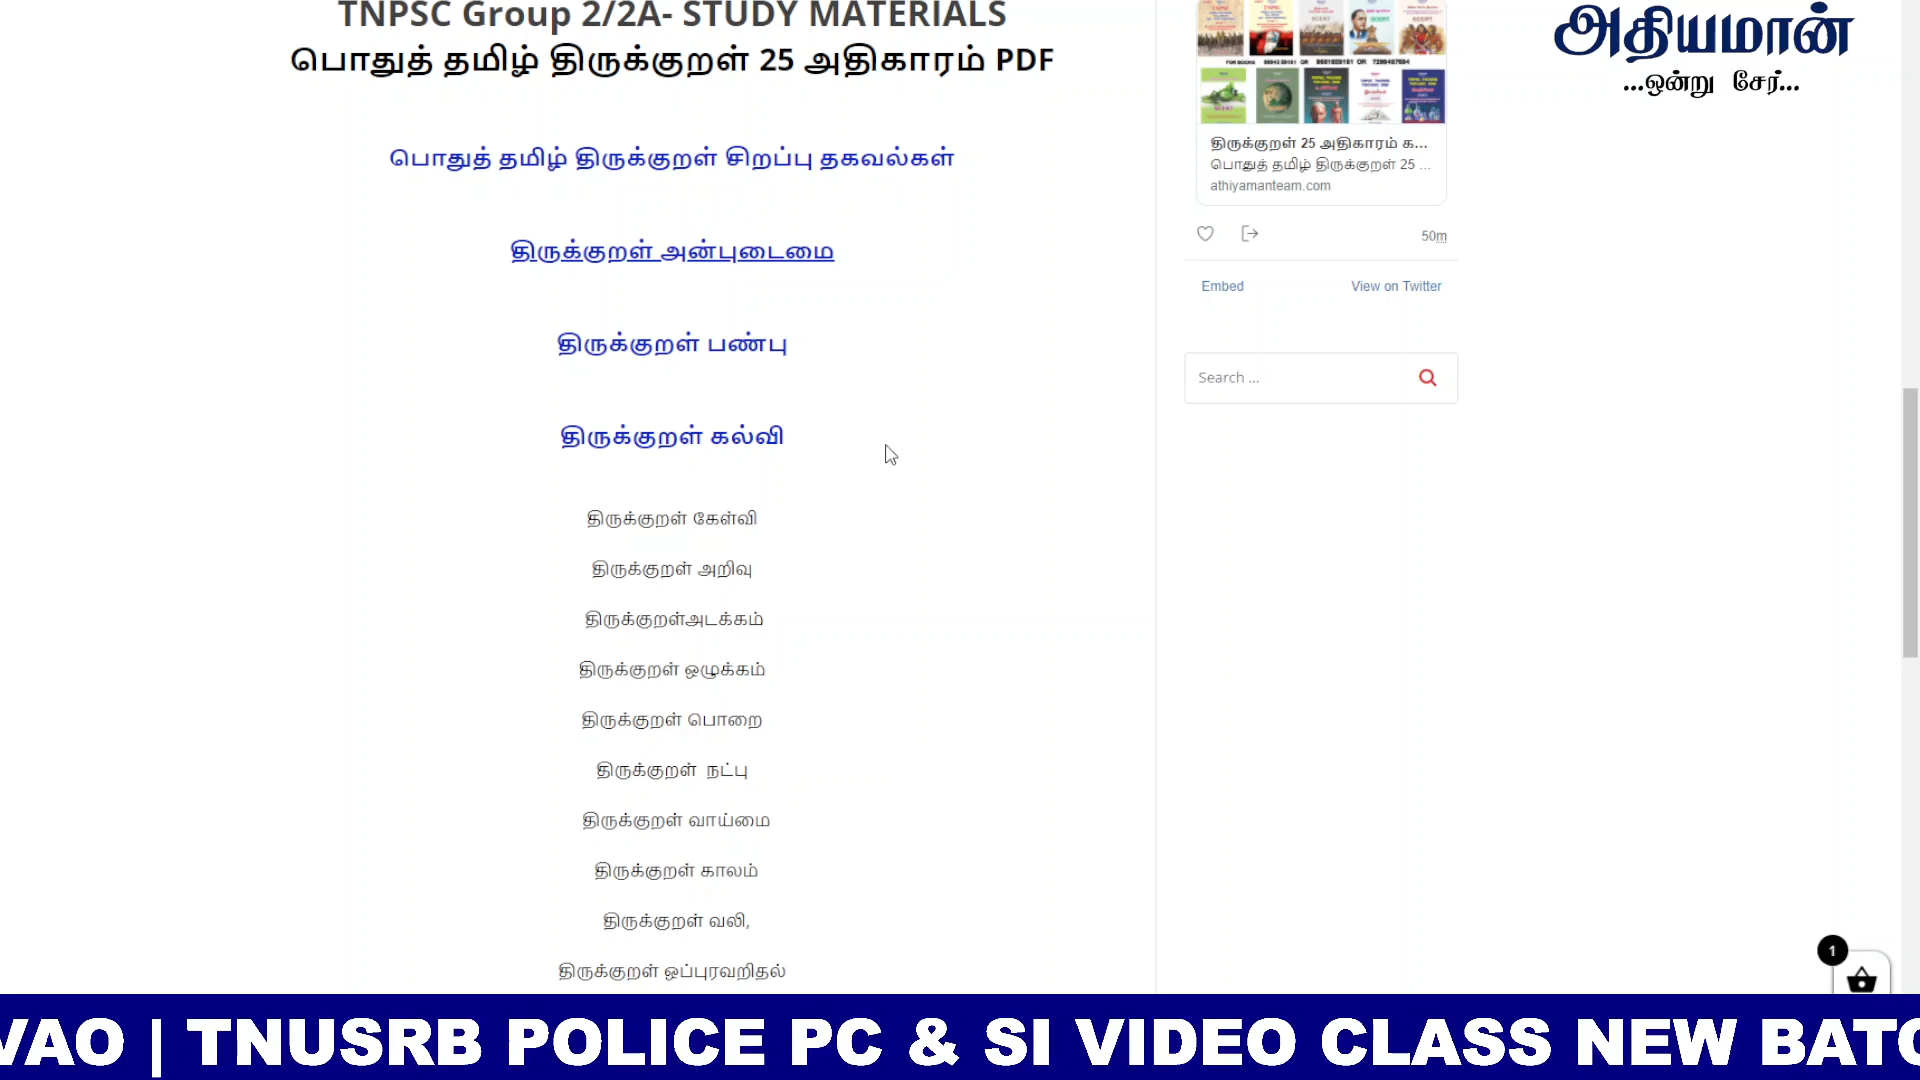 TNPSC Group 2/2A- STUDY MATERIALS
பொதுத் தமிழ் திருக்குறள் 25 அதிகாரம் PDF
பொதுத் தமிழ் திருக்குறள் சிறப்பு தகவல்கள்
திருக்குறள் அன்புடைமை
திருக்குறள் பண்பு
திருக்குறள் கல்வி
திருக்குறள் கேள்வி
திருக்குறள் அறிவு
திருக்குறள்அடக்கம்
திருக்குறள் ஒழுக்கம்
திருக்குறள் பொறை
திருக்குறள் நட்பு
திருக்குறள் வாய்மை
திருக்குறள் காலம்
திருக்குறள் வலி,
திருக்குறள் ஒப்புரவறிதல்
திருக்குறள் 25 அதிகாரம் க...
பொதுத் தமிழ் திருக்குறள் 25 ...
athiyamanteam.com
50m
Embed View on Twitter
Search ...
அதியமான்
...ஒன்று சேர்...
1
VAO | TNUSRB POLICE PC & SI VIDEO CLASS NEW BATC